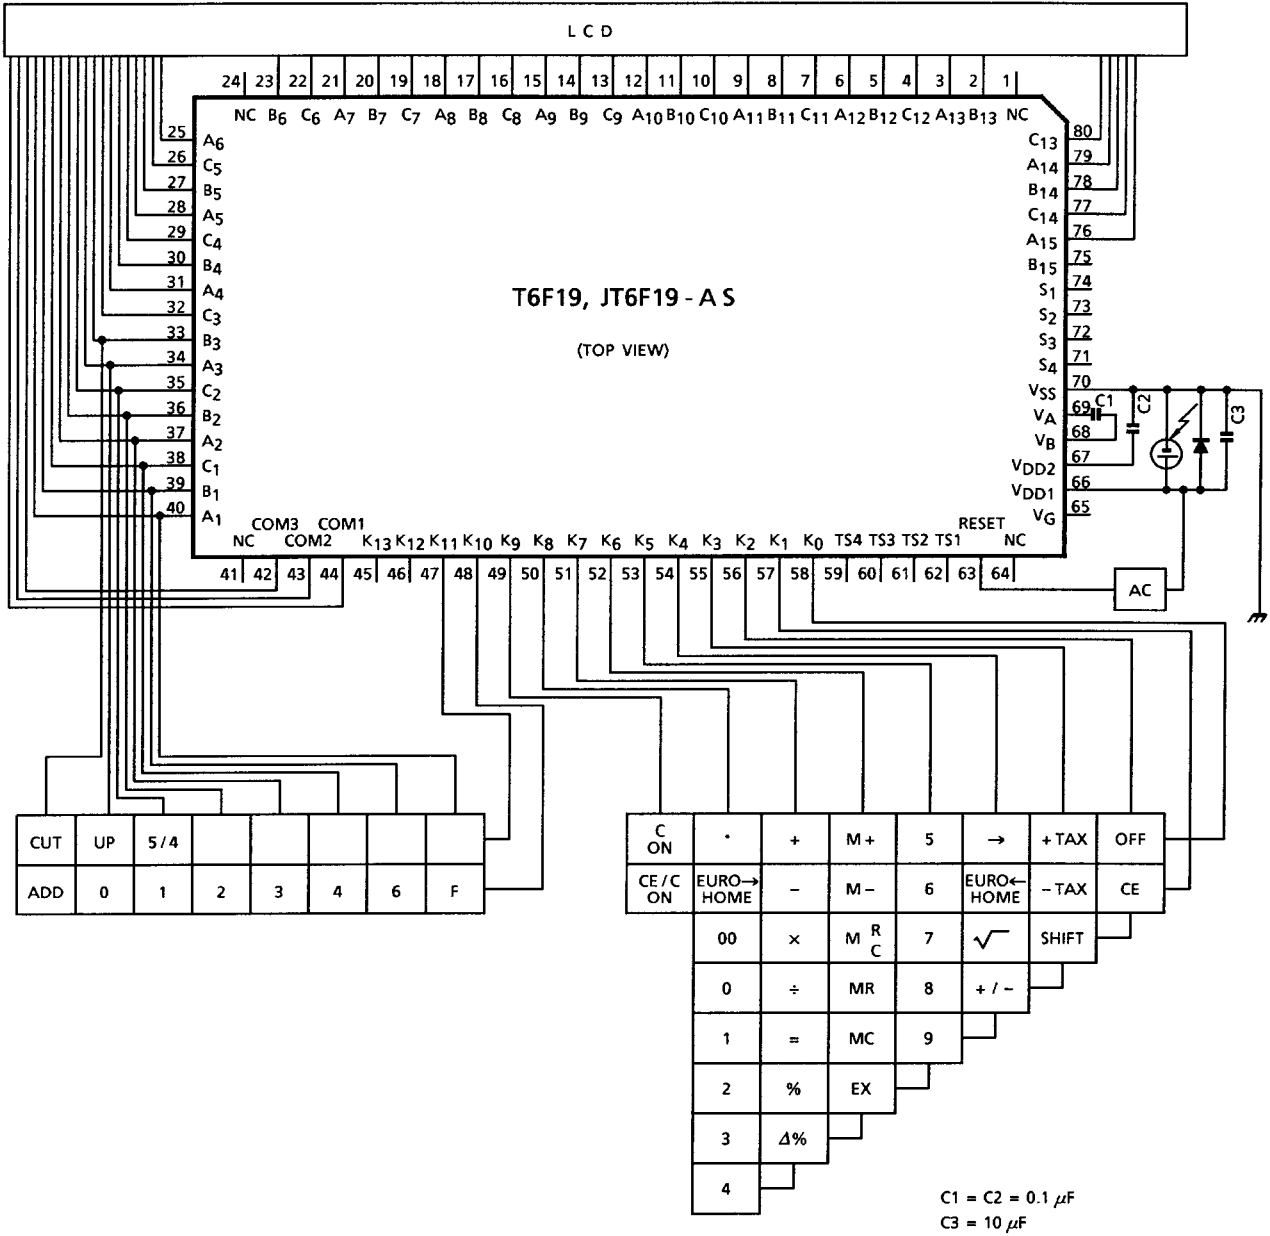 LCD
24 23 22 21 20 19 18 17 16 15 14 13 12 11 10 9 8 7 6 5 4 3 2 1
NC B6 C6 A7 B7 C7 A8 B8 C8 A9 B9 C9 A10 B10 C10 A11 B11 C11 A12 B12 C12 A13 B13 NC
25 A6
26 C5
27 B5
28 A5
29 C4
30 B4
31 A4
32 C3
33 B3
34 A3
35 C2
36 B2
37 A2
38 C1
39 B1
40 A1
C13 80
A14 79
B14 78
C14 77
A15 76
B15 75
S1 74
S2 73
S3 72
S4 71
VSS 70
VA 69
VB 68
VDD2 67
VDD1 66
VG 65
C1
C2
C3
T6F19, JT6F19-AS
(TOP VIEW)
COM3 COM1 RESET
NC COM2 K13 K12 K11 K10 K9 K8 K7 K6 K5 K4 K3 K2 K1 K0 TS4 TS3 TS2 TS1 NC
41 42 43 44 45 46 47 48 49 50 51 52 53 54 55 56 57 58 59 60 61 62 63 64
AC
CUT UP 5/4
ADD 0 1 2 3 4 6 F
C ON · + M+ 5 → +TAX OFF
CE/C ON EURO→ HOME − M− 6 EURO← HOME −TAX CE
00 × M R C 7 √ SHIFT
0 ÷ MR 8 +/−
1 = MC 9
2 % EX
3 Δ%
4
C1 = C2 = 0.1 μF
C3 = 10 μF